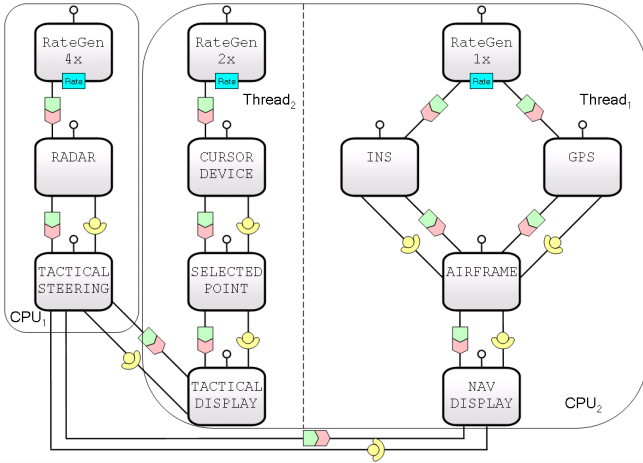 RateGen
4x
Rate
RateGen
2x
Rate
RateGen
1x
Rate
Thread2
Thread1
RADAR
CURSOR
DEVICE
INS
GPS
TACTICAL
STEERING
SELECTED
POINT
AIRFRAME
CPU1
TACTICAL
DISPLAY
NAV
DISPLAY
CPU2